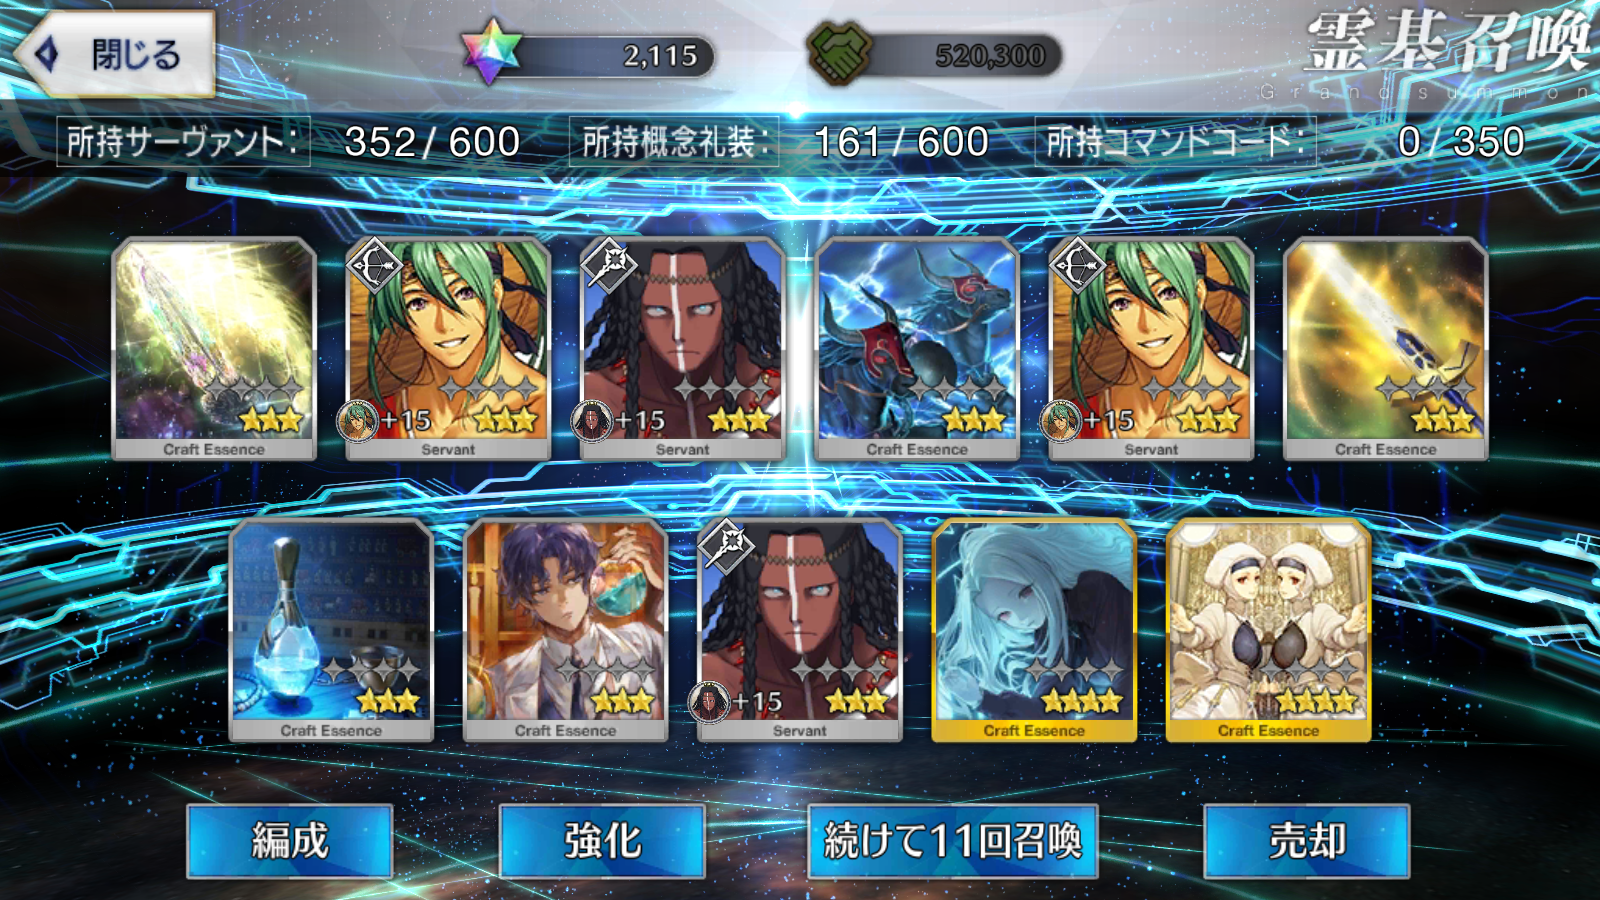 閉じる
2,115
520,300
霊基召喚
Grand summon
所持サーヴァント: 352 / 600
所持概念礼装: 161 / 600
所持コマンドコード: 0 / 350
Craft Essence
+15
Servant
+15
Servant
Craft Essence
+15
Servant
Craft Essence
Craft Essence
Craft Essence
+15
Servant
Craft Essence
Craft Essence
編成
強化
続けて11回召喚
売却